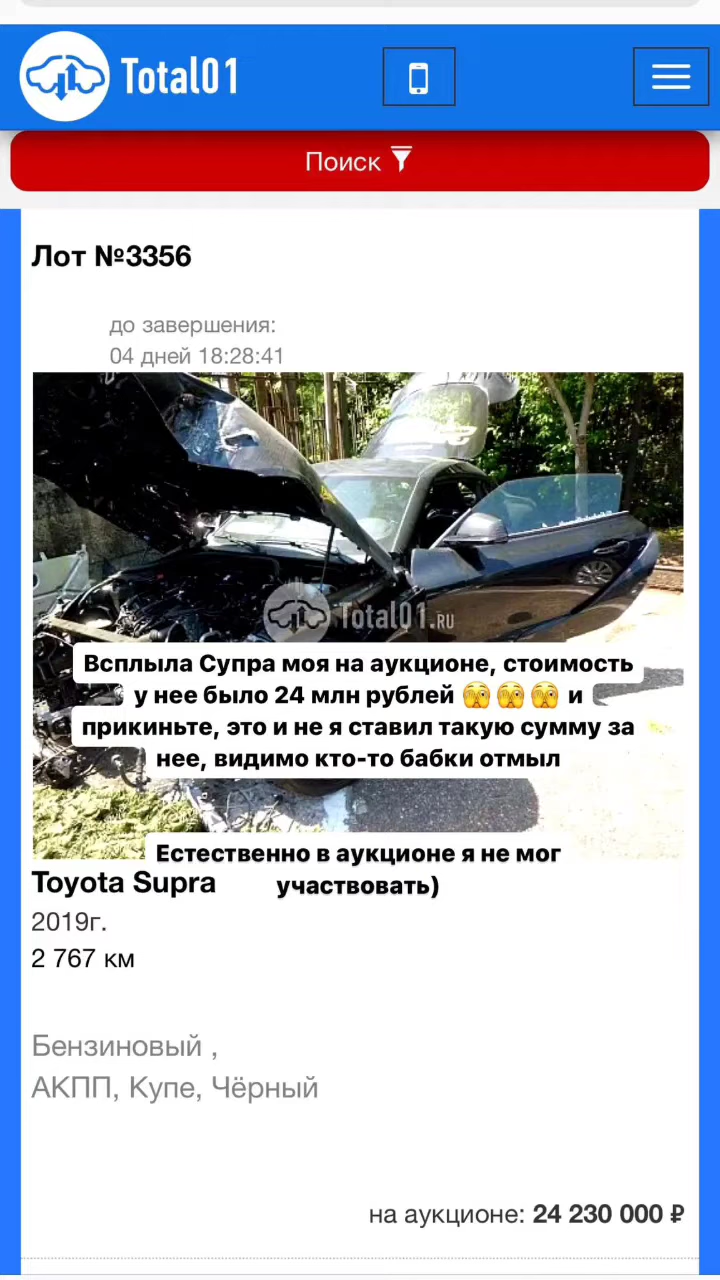 Total01
Поиск
Лот №3356
до завершения:
04 дней 18:28:41
Total01.RU
Всплыла Супра моя на аукционе, стоимость
у нее было 24 млн рублей 🫣🫣🫣 и
прикиньте, это и не я ставил такую сумму за
нее, видимо кто-то бабки отмыл
Естественно в аукционе я не мог
участвовать)
Toyota Supra
2019г.
2 767 км
Бензиновый ,
АКПП, Купе, Чёрный
на аукционе: 24 230 000 ₽